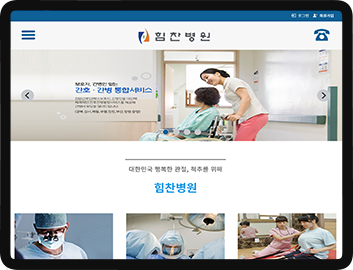 로그인 회원가입
힘찬병원
보호자, 간병인 없는
간호·간병 통합서비스
대한민국 행복한 관절, 척추를 위해
힘찬병원